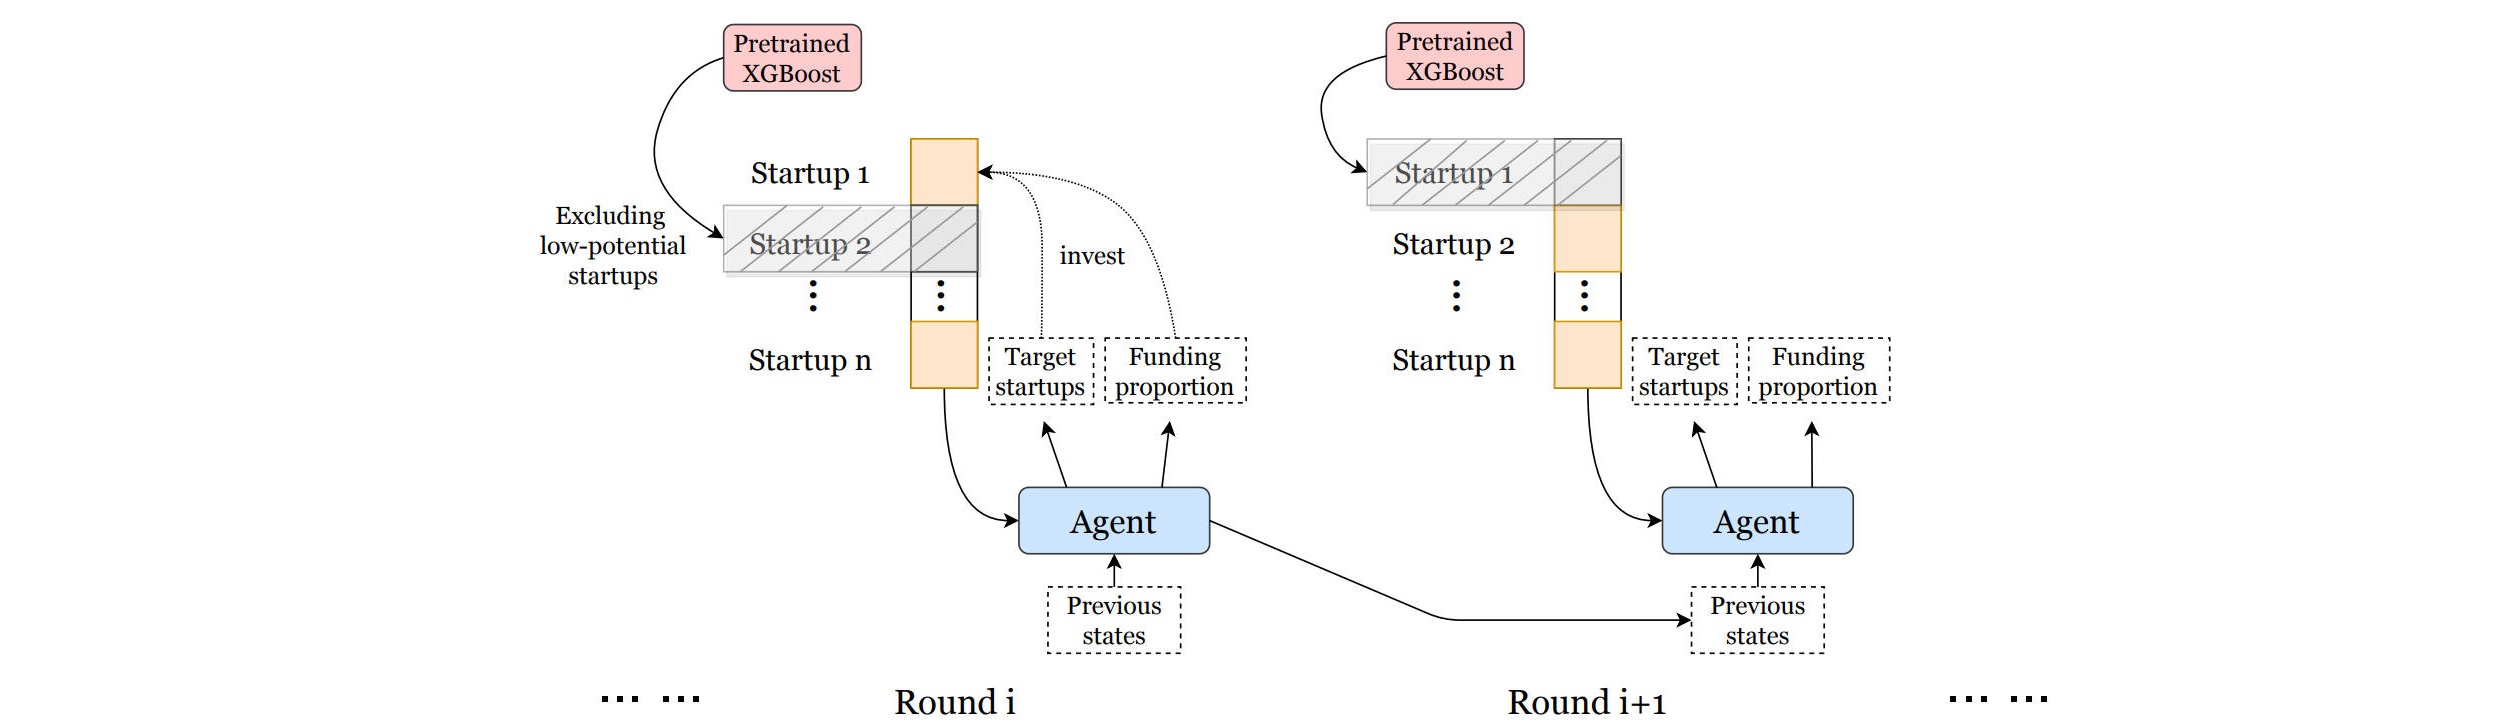 Pretrained
XGBoost
Startup 1
Excluding
low-potential
startups
Startup 2
invest
Startup n
Target
startups
Funding
proportion
Agent
Previous
states
Round i
Pretrained
XGBoost
Startup 1
Startup 2
Startup n
Target
startups
Funding
proportion
Agent
Previous
states
Round i+1